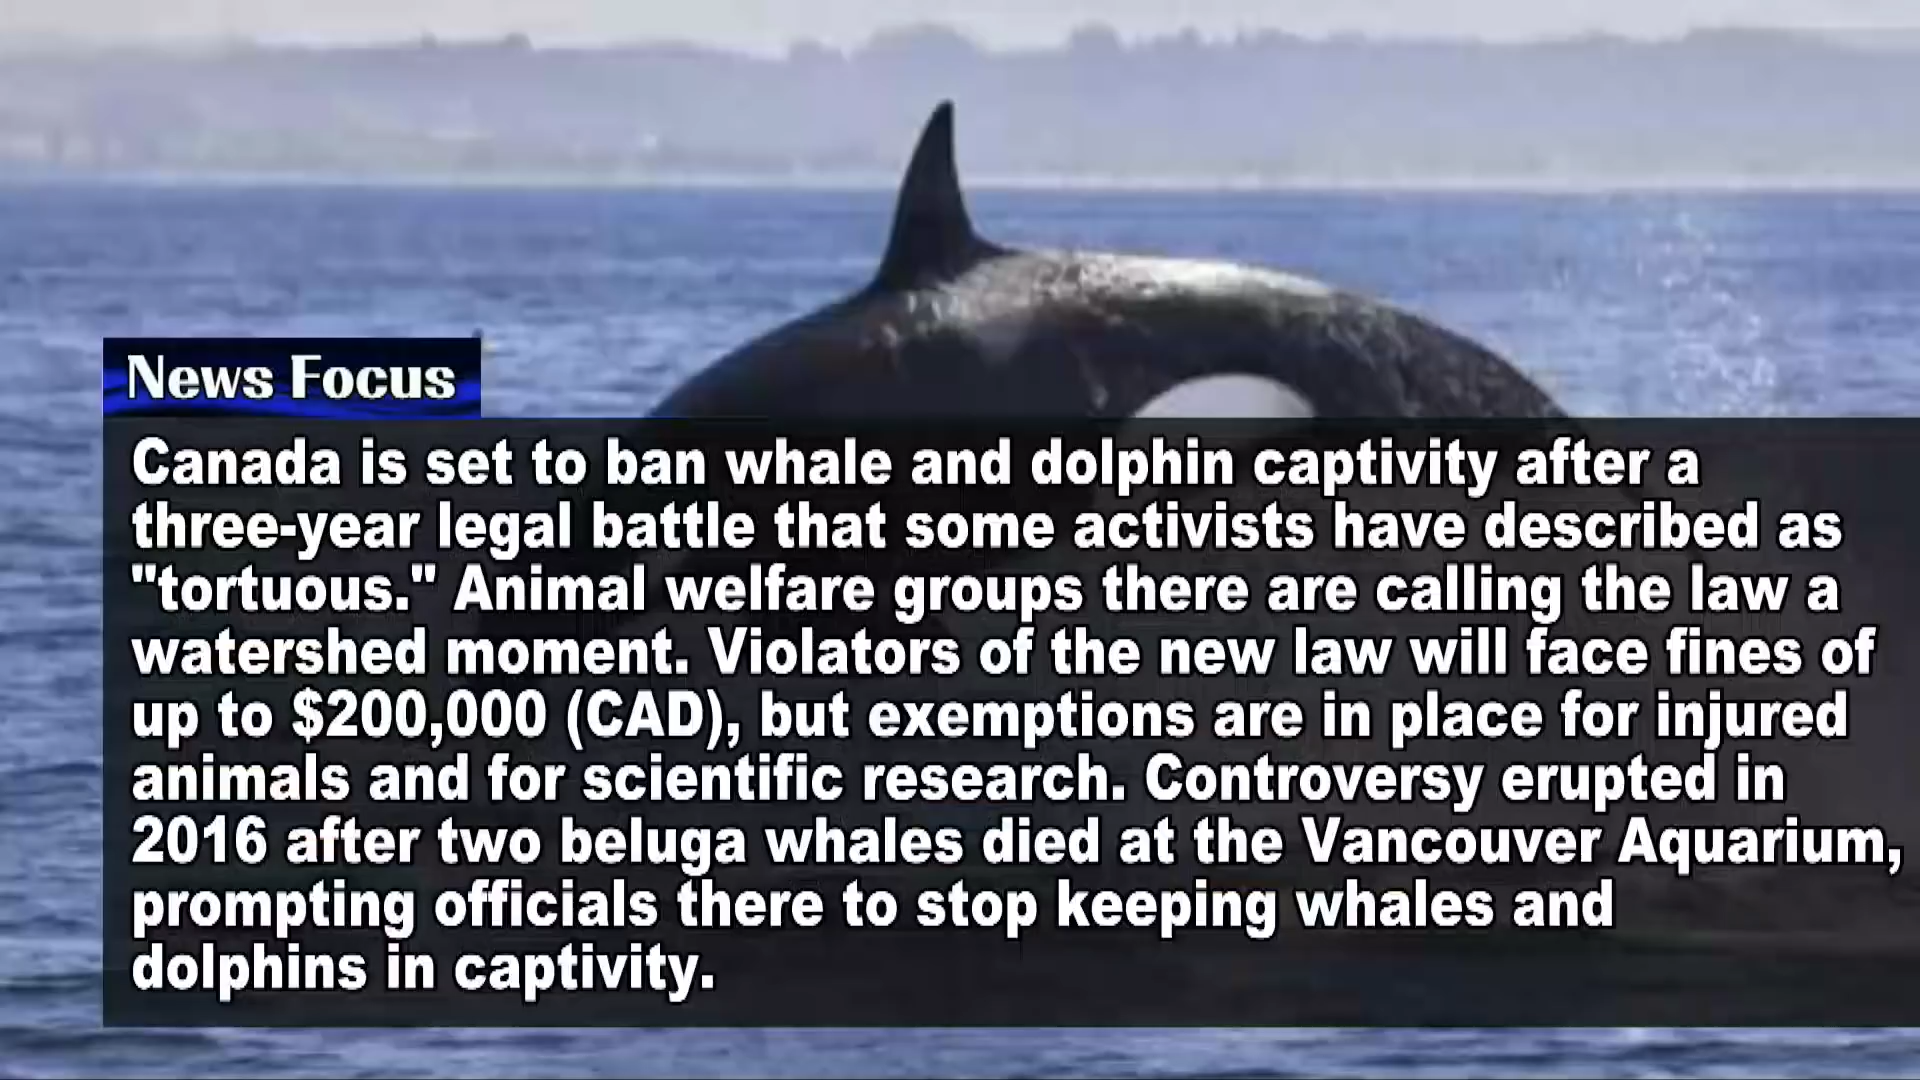 News Focus
Canada is set to ban whale and dolphin captivity after a
three-year legal battle that some activists have described as
"tortuous." Animal welfare groups there are calling the law a
watershed moment. Violators of the new law will face fines of
up to $200,000 (CAD), but exemptions are in place for injured
animals and for scientific research. Controversy erupted in
2016 after two beluga whales died at the Vancouver Aquarium,
prompting officials there to stop keeping whales and
dolphins in captivity.